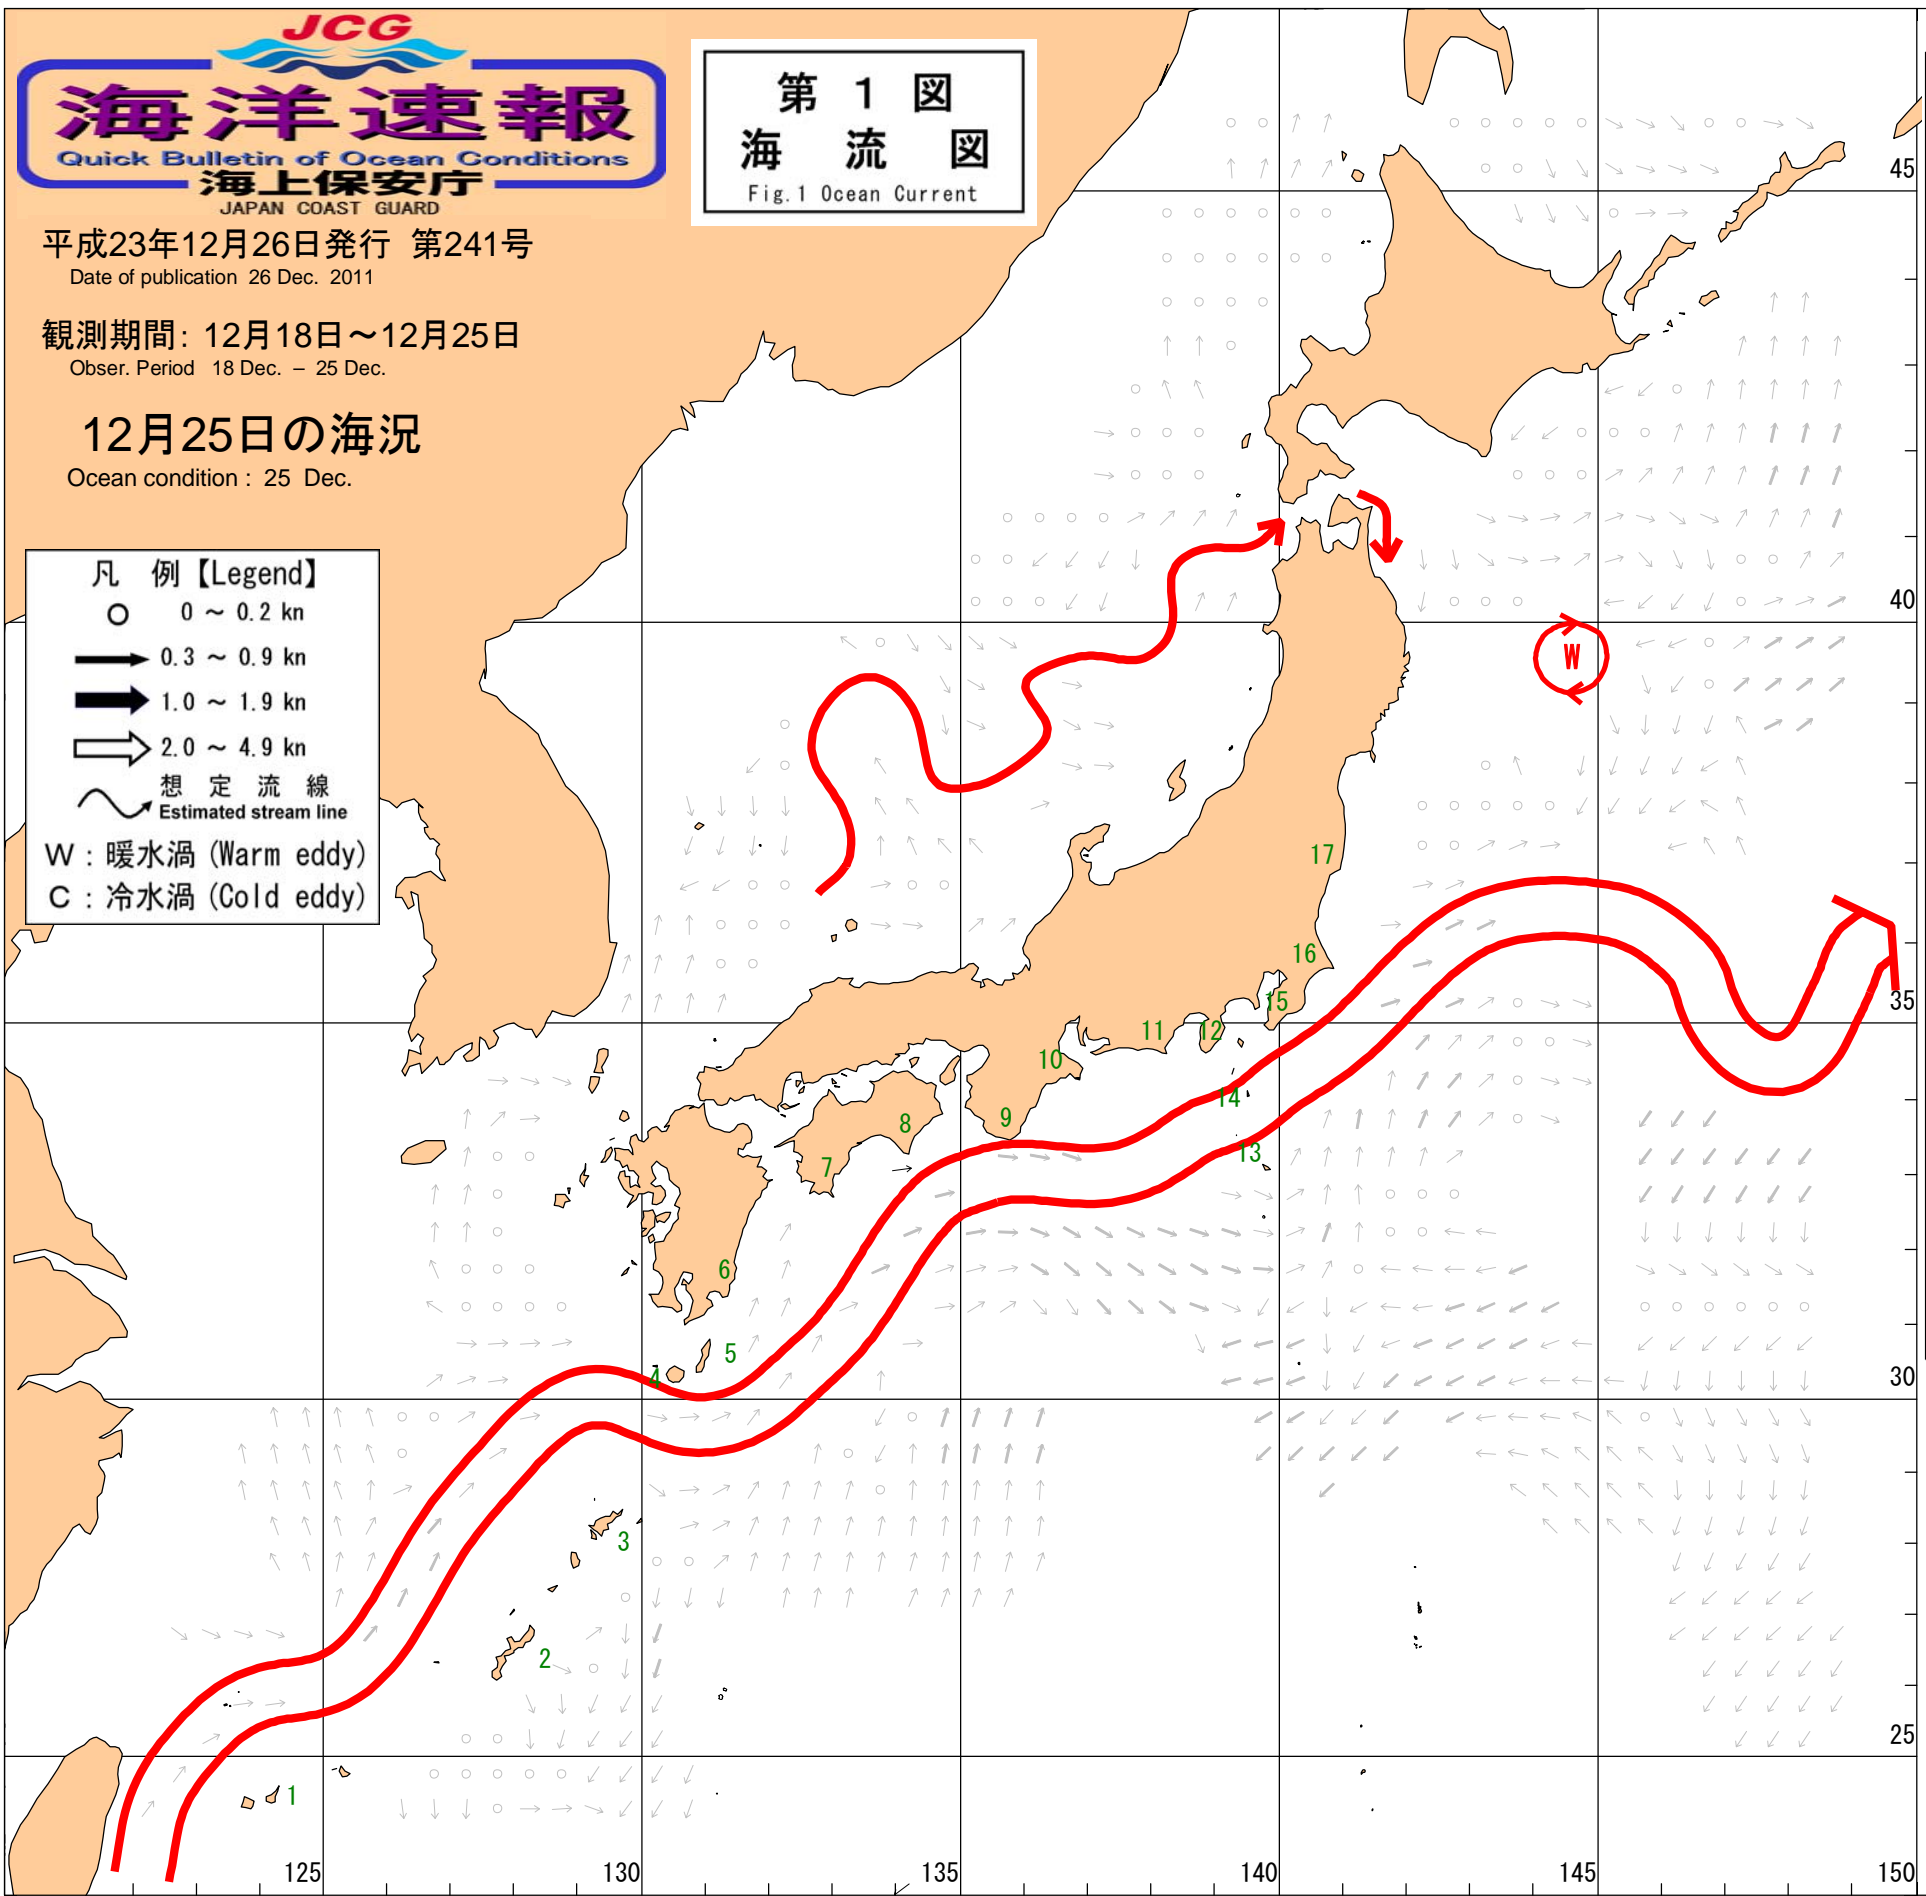 JCG
海洋速報
Quick Bulletin of Ocean Conditions
海上保安庁
JAPAN COAST GUARD
第 1 図
海 流 図
Fig.1 Ocean Current
平成23年12月26日発行 第241号
Date of publication 26 Dec. 2011
観測期間: 12月18日～12月25日
Obser. Period 18 Dec. – 25 Dec.
12月25日の海況
Ocean condition : 25 Dec.
凡 例【Legend】
0 ～ 0.2 kn
0.3 ～ 0.9 kn
1.0 ～ 1.9 kn
2.0 ～ 4.9 kn
想 定 流 線
Estimated stream line
W : 暖水渦 (Warm eddy)
C : 冷水渦 (Cold eddy)
45
40
W
17
16
35
15
11
12
10
14
9
8
13
7
6
5
4
30
3
2
25
1
125
130
135
140
145
150